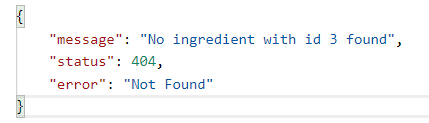 {
    "message": "No ingredient with id 3 found",
    "status": 404,
    "error": "Not Found"
}